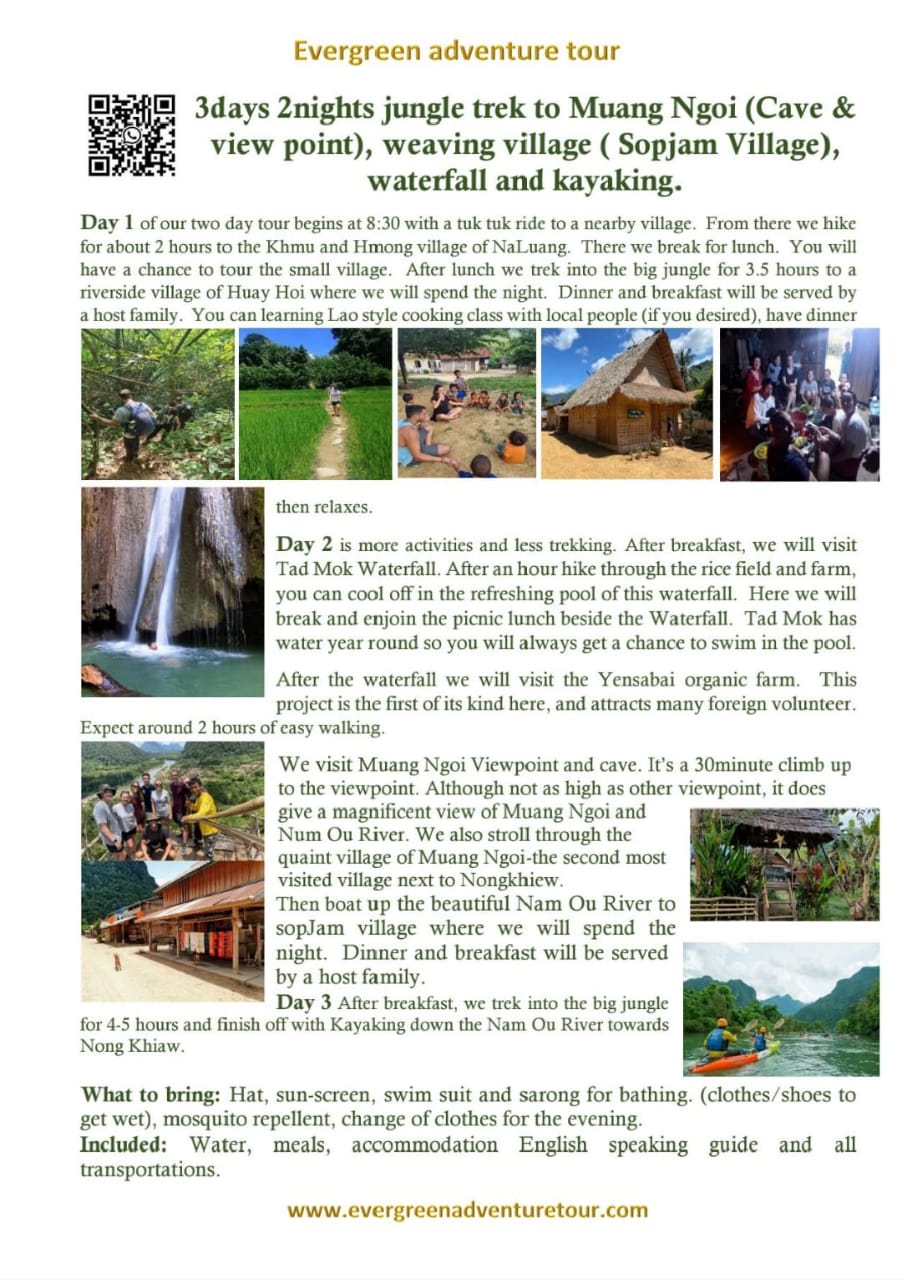 Evergreen adventure tour
3days 2nights jungle trek to Muang Ngoi (Cave &
view point), weaving village ( Sopjam Village),
waterfall and kayaking.
Day 1 of our two day tour begins at 8:30 with a tuk tuk ride to a nearby village. From there we hike
for about 2 hours to the Khmu and Hmong village of NaLuang. There we break for lunch. You will
have a chance to tour the small village. After lunch we trek into the big jungle for 3.5 hours to a
riverside village of Huay Hoi where we will spend the night. Dinner and breakfast will be served by
a host family. You can learning Lao style cooking class with local people (if you desired), have dinner
then relaxes.
Day 2 is more activities and less trekking. After breakfast, we will visit
Tad Mok Waterfall. After an hour hike through the rice field and farm,
you can cool off in the refreshing pool of this waterfall. Here we will
break and enjoin the picnic lunch beside the Waterfall. Tad Mok has
water year round so you will always get a chance to swim in the pool.
After the waterfall we will visit the Yensabai organic farm. This
project is the first of its kind here, and attracts many foreign volunteer.
Expect around 2 hours of easy walking.
We visit Muang Ngoi Viewpoint and cave. It's a 30minute climb up
to the viewpoint. Although not as high as other viewpoint, it does
give a magnificent view of Muang Ngoi and
Num Ou River. We also stroll through the
quaint village of Muang Ngoi-the second most
visited village next to Nongkhiew.
Then boat up the beautiful Nam Ou River to
sopJam village where we will spend the
night. Dinner and breakfast will be served
by a host family.
Day 3 After breakfast, we trek into the big jungle
for 4-5 hours and finish off with Kayaking down the Nam Ou River towards
Nong Khiaw.
What to bring: Hat, sun-screen, swim suit and sarong for bathing. (clothes/shoes to
get wet), mosquito repellent, change of clothes for the evening.
Included: Water, meals, accommodation English speaking guide and all
transportations.
www.evergreenadventuretour.com